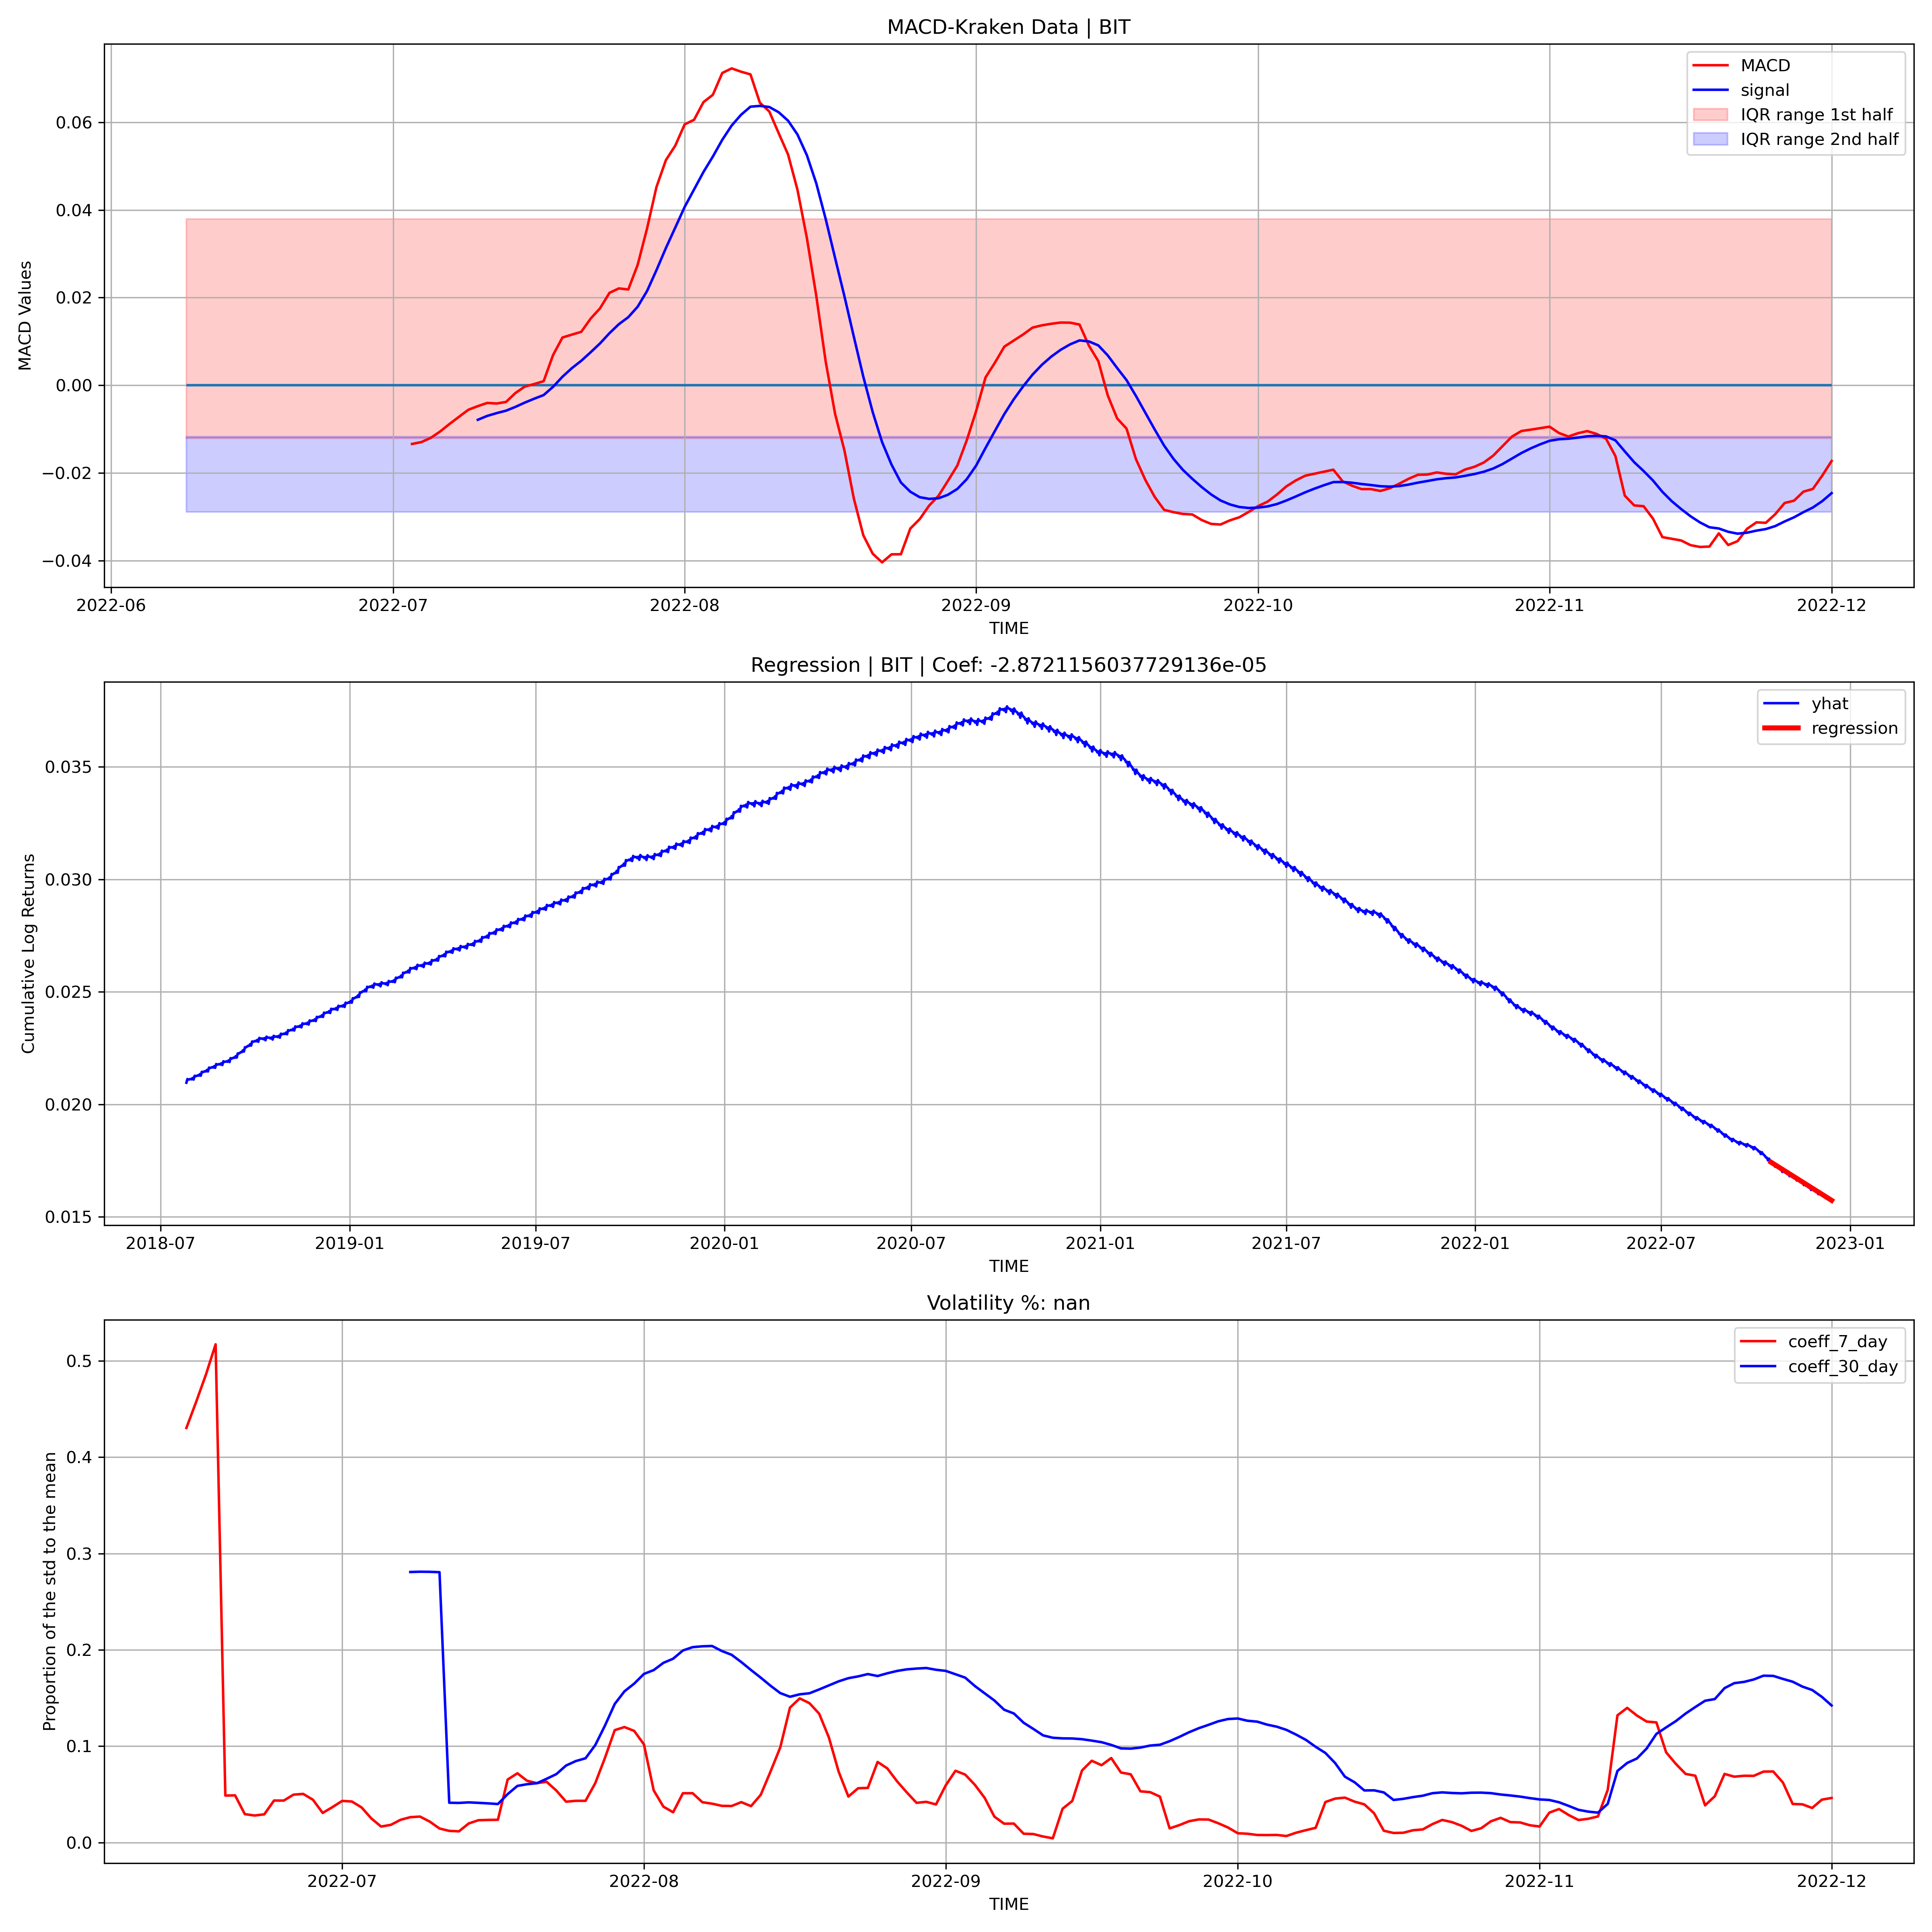 MACD-Kraken Data | BIT
MACD
signal
IQR range 1st half
IQR range 2nd half
MACD Values
0.06
0.04
0.02
0.00
−0.02
−0.04
2022-06 2022-07 2022-08 2022-09 2022-10 2022-11 2022-12
TIME
Regression | BIT | Coef: -2.8721156037729136e-05
yhat
regression
Cumulative Log Returns
0.035
0.030
0.025
0.020
0.015
2018-07 2019-01 2019-07 2020-01 2020-07 2021-01 2021-07 2022-01 2022-07 2023-01
TIME
Volatility %: nan
coeff_7_day
coeff_30_day
Proportion of the std to the mean
0.5
0.4
0.3
0.2
0.1
0.0
2022-07 2022-08 2022-09 2022-10 2022-11 2022-12
TIME